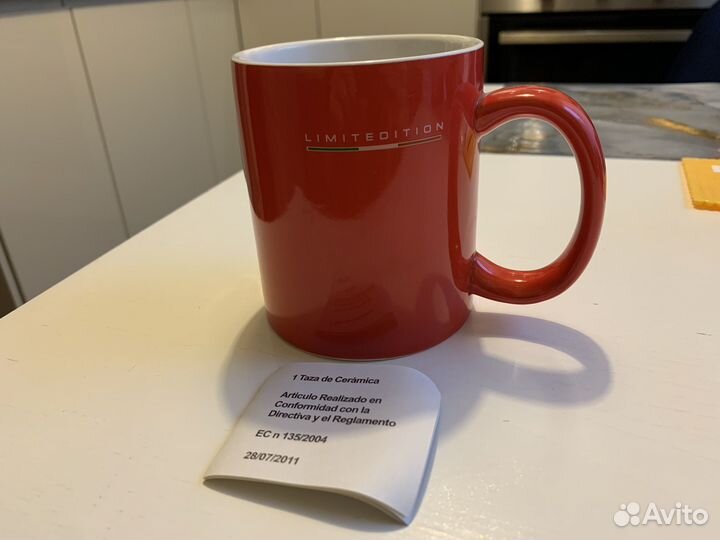 LIMITEDITION
1 Taza de Cerámica
Articulo Realizado en
Conformidad con la
Directiva y el Reglamento
EC n 135/2004
28/07/2011
Avito